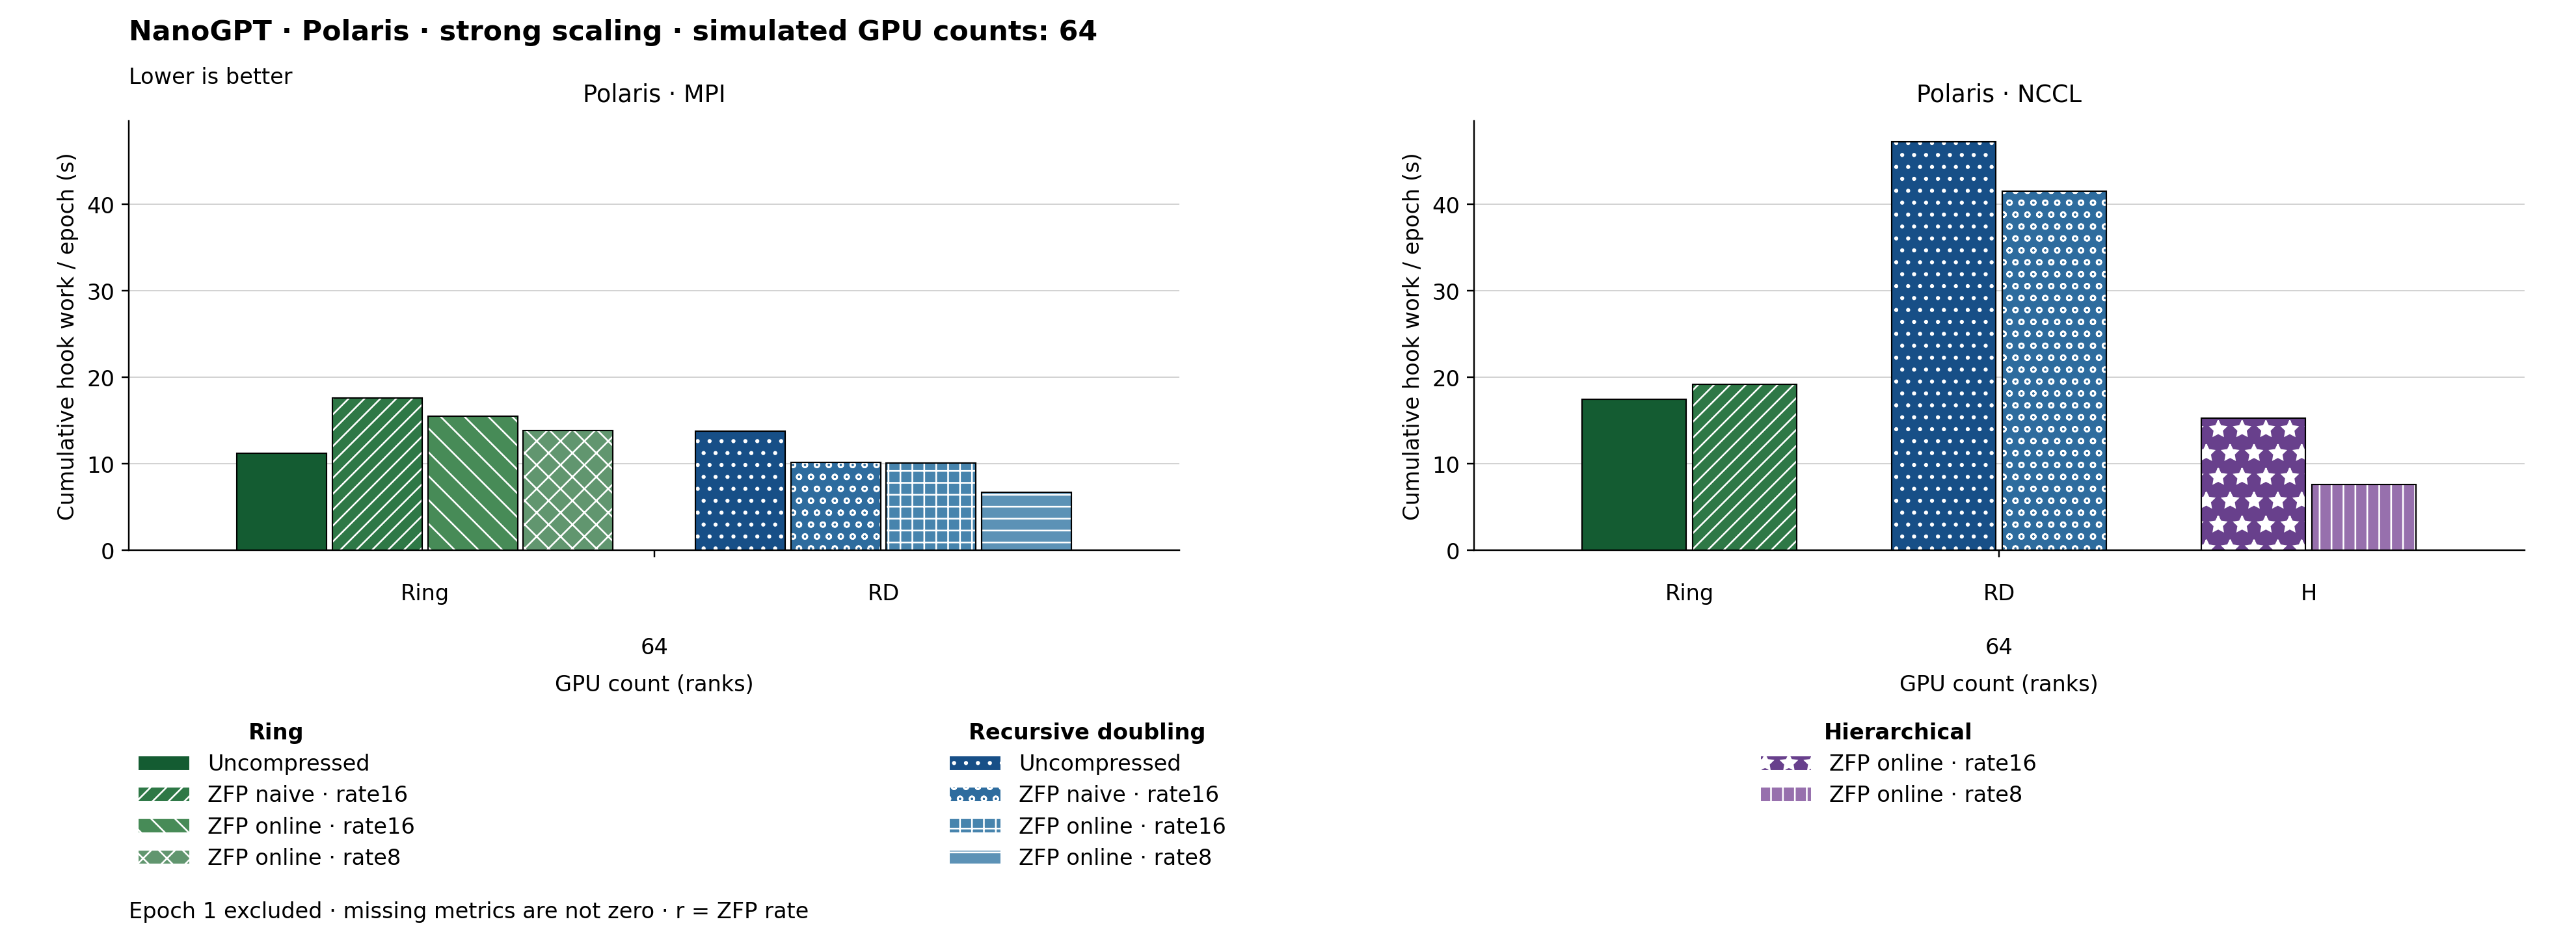 NanoGPT · Polaris · strong scaling · simulated GPU counts: 64
Lower is better
Polaris · MPI
Cumulative hook work / epoch (s)
40
30
20
10
0
Ring
RD
64
GPU count (ranks)
Polaris · NCCL
Cumulative hook work / epoch (s)
40
30
20
10
0
Ring
RD
H
64
GPU count (ranks)
Ring
Uncompressed
ZFP naive · rate16
ZFP online · rate16
ZFP online · rate8
Recursive doubling
Uncompressed
ZFP naive · rate16
ZFP online · rate16
ZFP online · rate8
Hierarchical
ZFP online · rate16
ZFP online · rate8
Epoch 1 excluded · missing metrics are not zero · r = ZFP rate